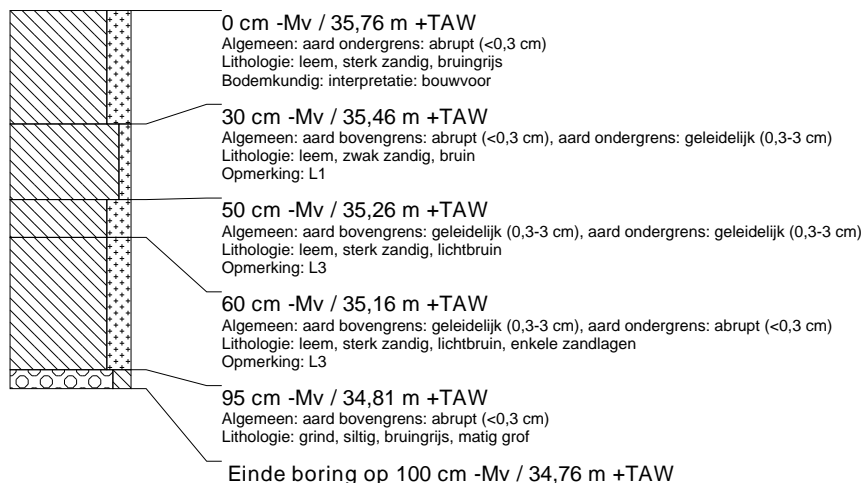 0 cm -Mv / 35,76 m +TAW
Algemeen: aard ondergrens: abrupt (<0,3 cm)
Lithologie: leem, sterk zandig, bruingrijs
Bodemkundig: interpretatie: bouwvoor
30 cm -Mv / 35,46 m +TAW
Algemeen: aard bovengrens: abrupt (<0,3 cm), aard ondergrens: geleidelijk (0,3-3 cm)
Lithologie: leem, zwak zandig, bruin
Opmerking: L1
50 cm -Mv / 35,26 m +TAW
Algemeen: aard bovengrens: geleidelijk (0,3-3 cm), aard ondergrens: geleidelijk (0,3-3 cm)
Lithologie: leem, sterk zandig, lichtbruin
Opmerking: L3
60 cm -Mv / 35,16 m +TAW
Algemeen: aard bovengrens: geleidelijk (0,3-3 cm), aard ondergrens: abrupt (<0,3 cm)
Lithologie: leem, sterk zandig, lichtbruin, enkele zandlagen
Opmerking: L3
95 cm -Mv / 34,81 m +TAW
Algemeen: aard bovengrens: abrupt (<0,3 cm)
Lithologie: grind, siltig, bruingrijs, matig grof
Einde boring op 100 cm -Mv / 34,76 m +TAW